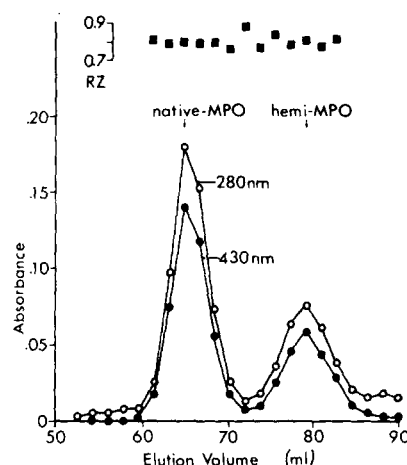 0.9
0.7
RZ
native-MPO hemi-MPO
.20
280nm
.15
430nm
.10
Absorbance
.05
0
50 60 70 80 90
Elution Volume (ml)